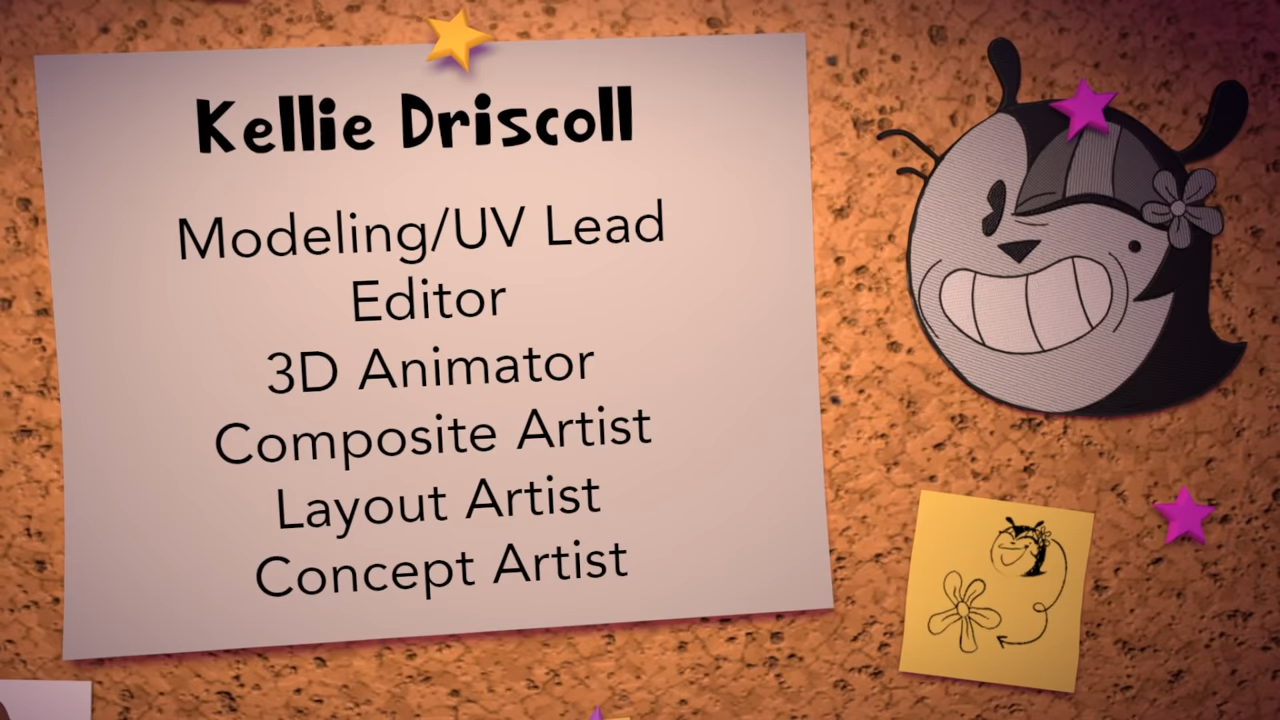 Kellie Driscoll
Modeling/UV Lead
Editor
3D Animator
Composite Artist
Layout Artist
Concept Artist